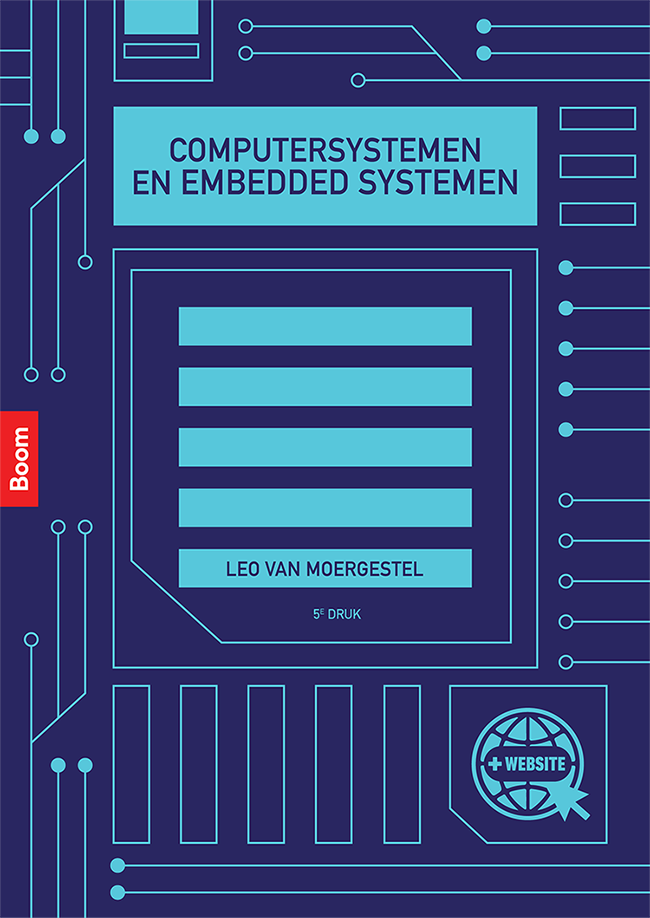 COMPUTERSYSTEMEN
EN EMBEDDED SYSTEMEN
Boom
LEO VAN MOERGESTEL
5E DRUK
+ WEBSITE